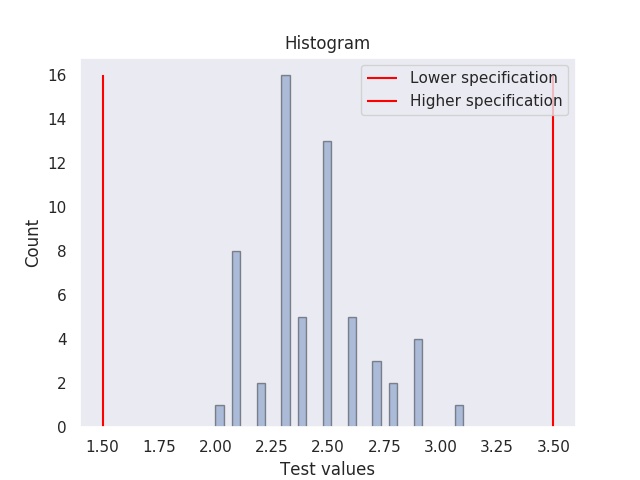 Histogram
Lower specification
Higher specification
16
14
12
10
8
6
4
2
0
Count
1.50 1.75 2.00 2.25 2.50 2.75 3.00 3.25 3.50
Test values